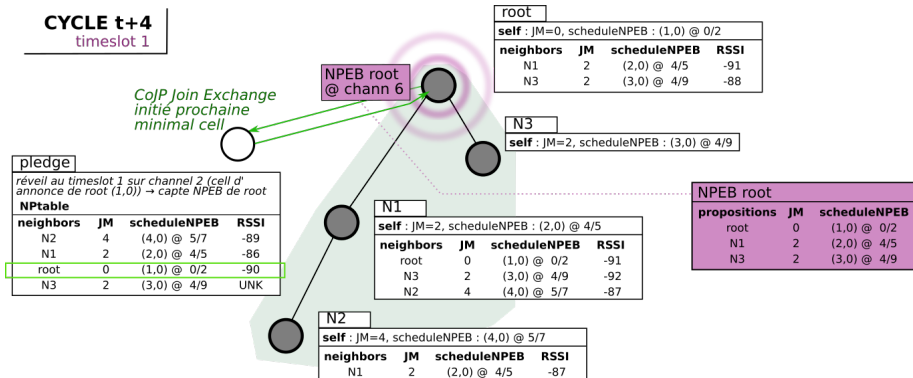 CYCLE t+4
timeslot 1
root
self : JM=0, scheduleNPEB : (1,0) @ 0/2
neighbors JM scheduleNPEB RSSI
N1 2 (2,0) @ 4/5 -91
N3 2 (3,0) @ 4/9 -88
NPEB root
@ chann 6
CoJP Join Exchange
initié prochaine
minimal cell
N3
self : JM=2, scheduleNPEB : (3,0) @ 4/9
pledge
réveil au timeslot 1 sur channel 2 (cell d'
annonce de root (1,0)) → capte NPEB de root
NPtable
neighbors JM scheduleNPEB RSSI
N2 4 (4,0) @ 5/7 -89
N1 2 (2,0) @ 4/5 -86
root 0 (1,0) @ 0/2 -90
N3 2 (3,0) @ 4/9 UNK
N1
self : JM=2, scheduleNPEB : (2,0) @ 4/5
neighbors JM scheduleNPEB RSSI
root 0 (1,0) @ 0/2 -91
N3 2 (3,0) @ 4/9 -92
N2 4 (4,0) @ 5/7 -87
NPEB root
propositions JM scheduleNPEB
root 0 (1,0) @ 0/2
N1 2 (2,0) @ 4/5
N3 2 (3,0) @ 4/9
N2
self : JM=4, scheduleNPEB : (4,0) @ 5/7
neighbors JM scheduleNPEB RSSI
N1 2 (2,0) @ 4/5 -87